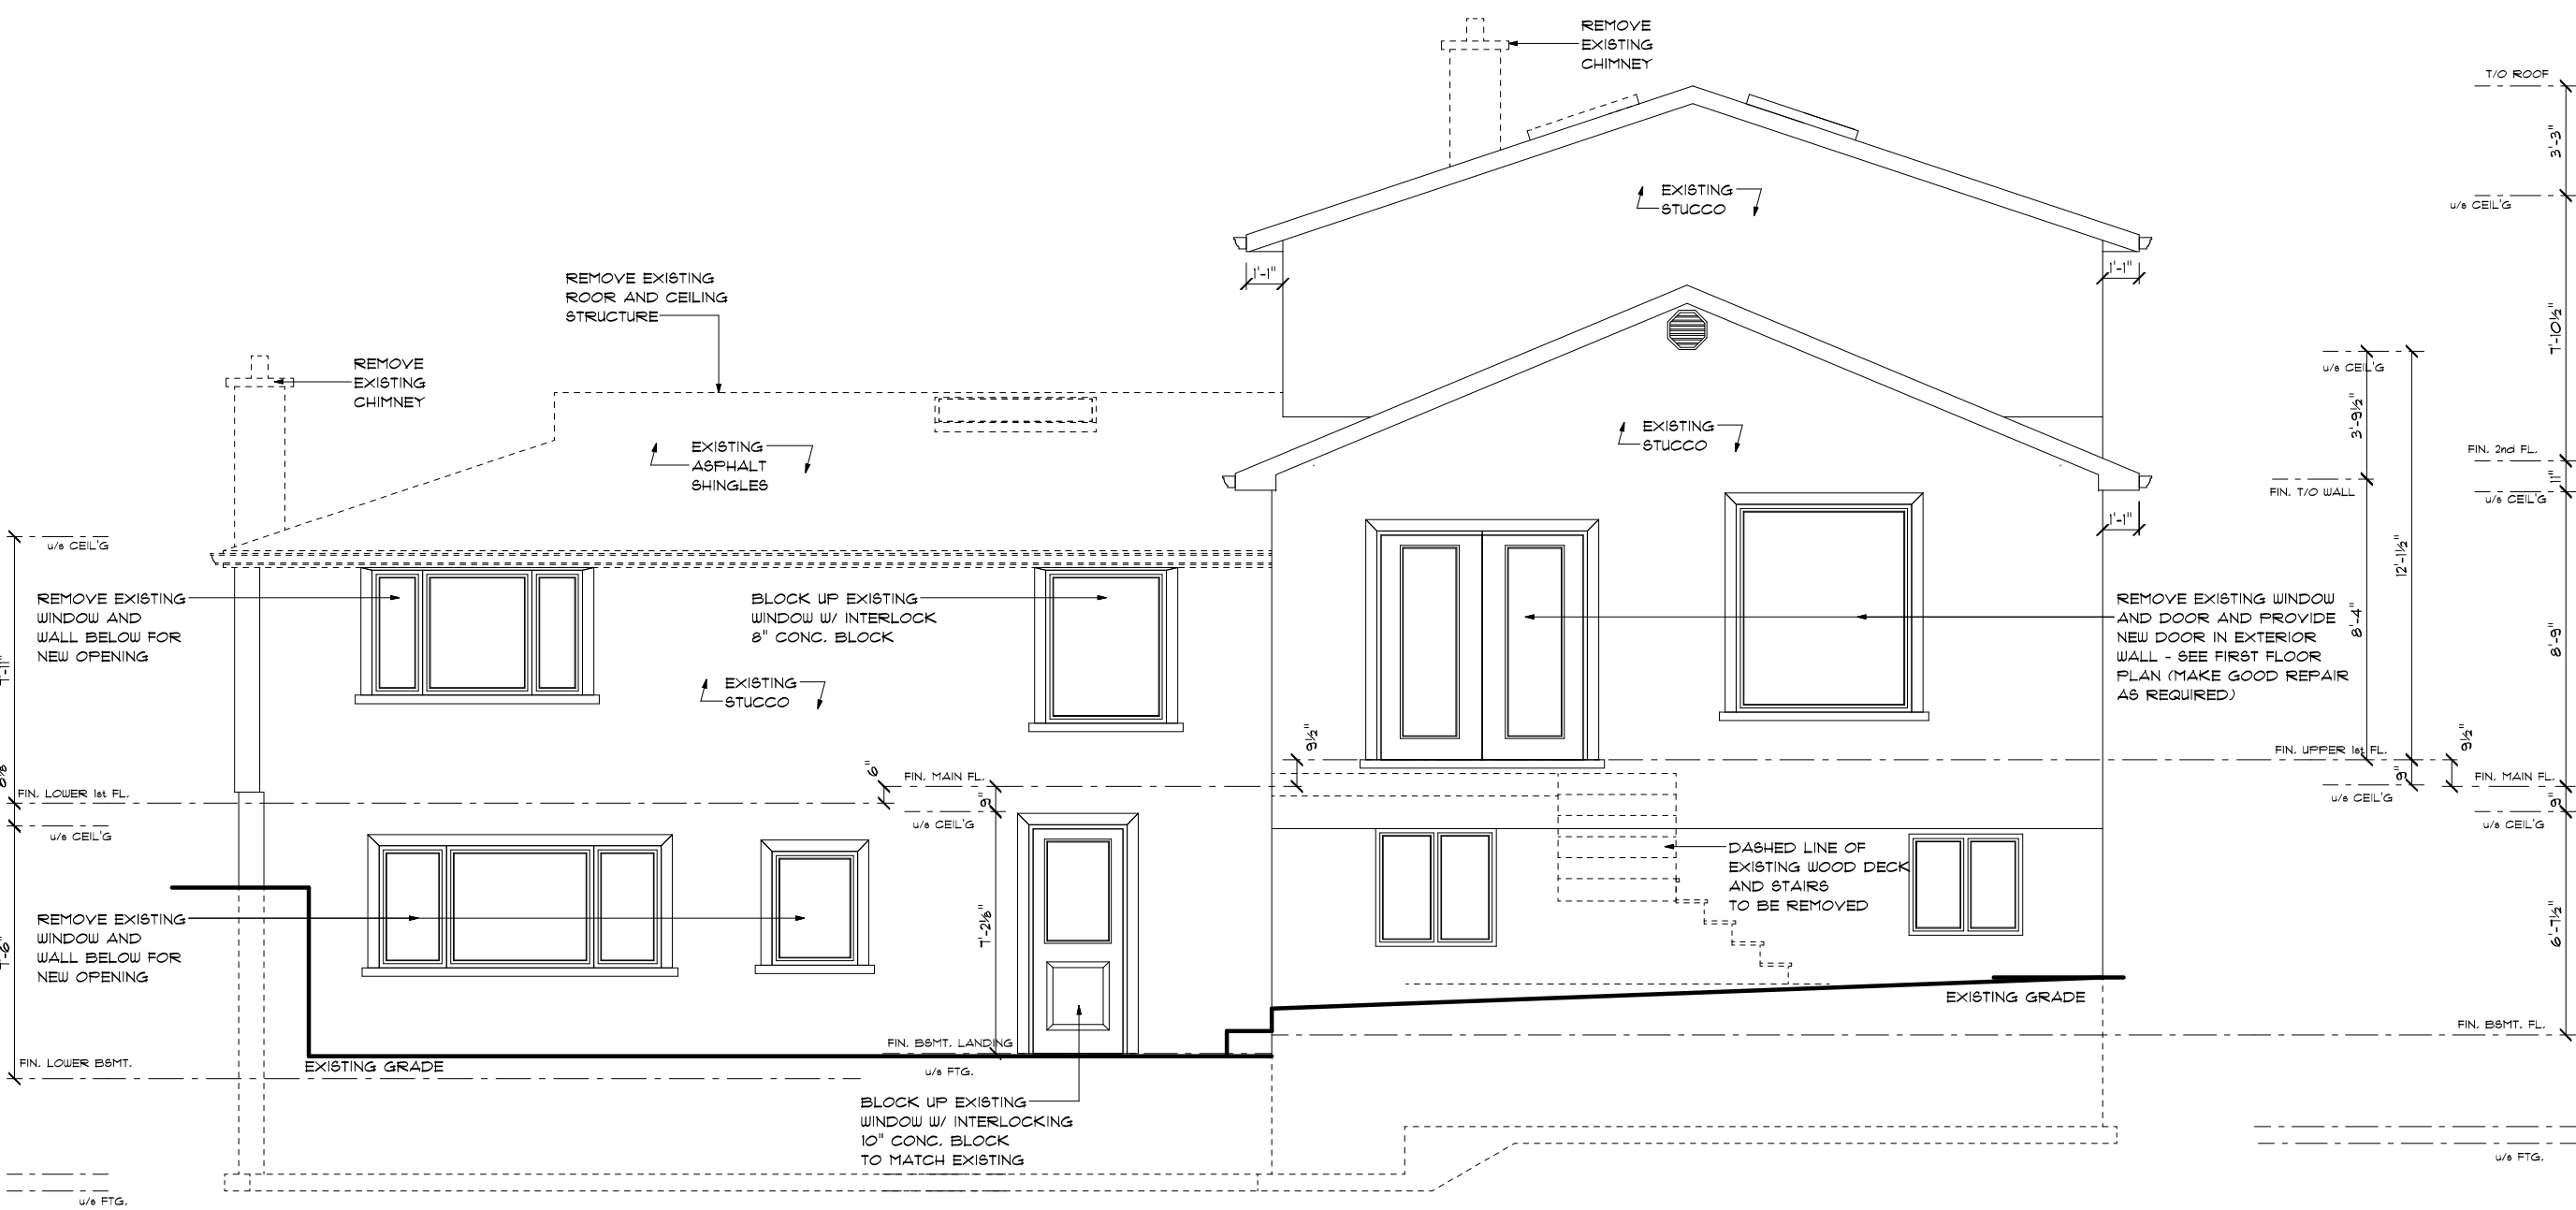 REMOVE
EXISTING
CHIMNEY
T/O ROOF
3'-3"
u/s CEIL'G
EXISTING
STUCCO
1'-1"
1'-1"
REMOVE EXISTING
ROOR AND CEILING
STRUCTURE
7'-10½"
REMOVE
EXISTING
CHIMNEY
u/s CEIL'G
3'-9½"
EXISTING
STUCCO
EXISTING
ASPHALT
SHINGLES
FIN. 2nd FL.
11"
FIN. T/O WALL
u/s CEIL'G
1'-1"
u/s CEIL'G
12'-1½"
REMOVE EXISTING
WINDOW AND
WALL BELOW FOR
NEW OPENING
BLOCK UP EXISTING
WINDOW W/ INTERLOCK
8" CONC. BLOCK
REMOVE EXISTING WINDOW
AND DOOR AND PROVIDE
NEW DOOR IN EXTERIOR
WALL - SEE FIRST FLOOR
PLAN (MAKE GOOD REPAIR
AS REQUIRED)
8'-4"
8'-9"
7'-11"
EXISTING
STUCCO
9½"
9½"
FIN. UPPER 1st FL.
6"
FIN. MAIN FL.
9"
FIN. MAIN FL.
FIN. LOWER 1st FL.
9"
u/s CEIL'G
9"
u/s CEIL'G
u/s CEIL'G
u/s CEIL'G
DASHED LINE OF
EXISTING WOOD DECK
AND STAIRS
TO BE REMOVED
REMOVE EXISTING
WINDOW AND
WALL BELOW FOR
NEW OPENING
7'-2⅛"
6'-7½"
7'-6"
EXISTING GRADE
FIN. BSMT. FL.
FIN. BSMT. LANDING
FIN. LOWER BSMT.
EXISTING GRADE
u/s FTG.
BLOCK UP EXISTING
WINDOW W/ INTERLOCKING
10" CONC. BLOCK
TO MATCH EXISTING
u/s FTG.
u/s FTG.